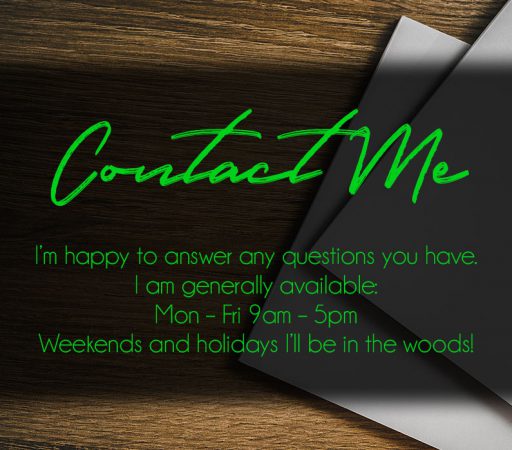 Contact Me
I'm happy to answer any questions you have.
I am generally available:
Mon – Fri 9am – 5pm
Weekends and holidays I'll be in the woods!